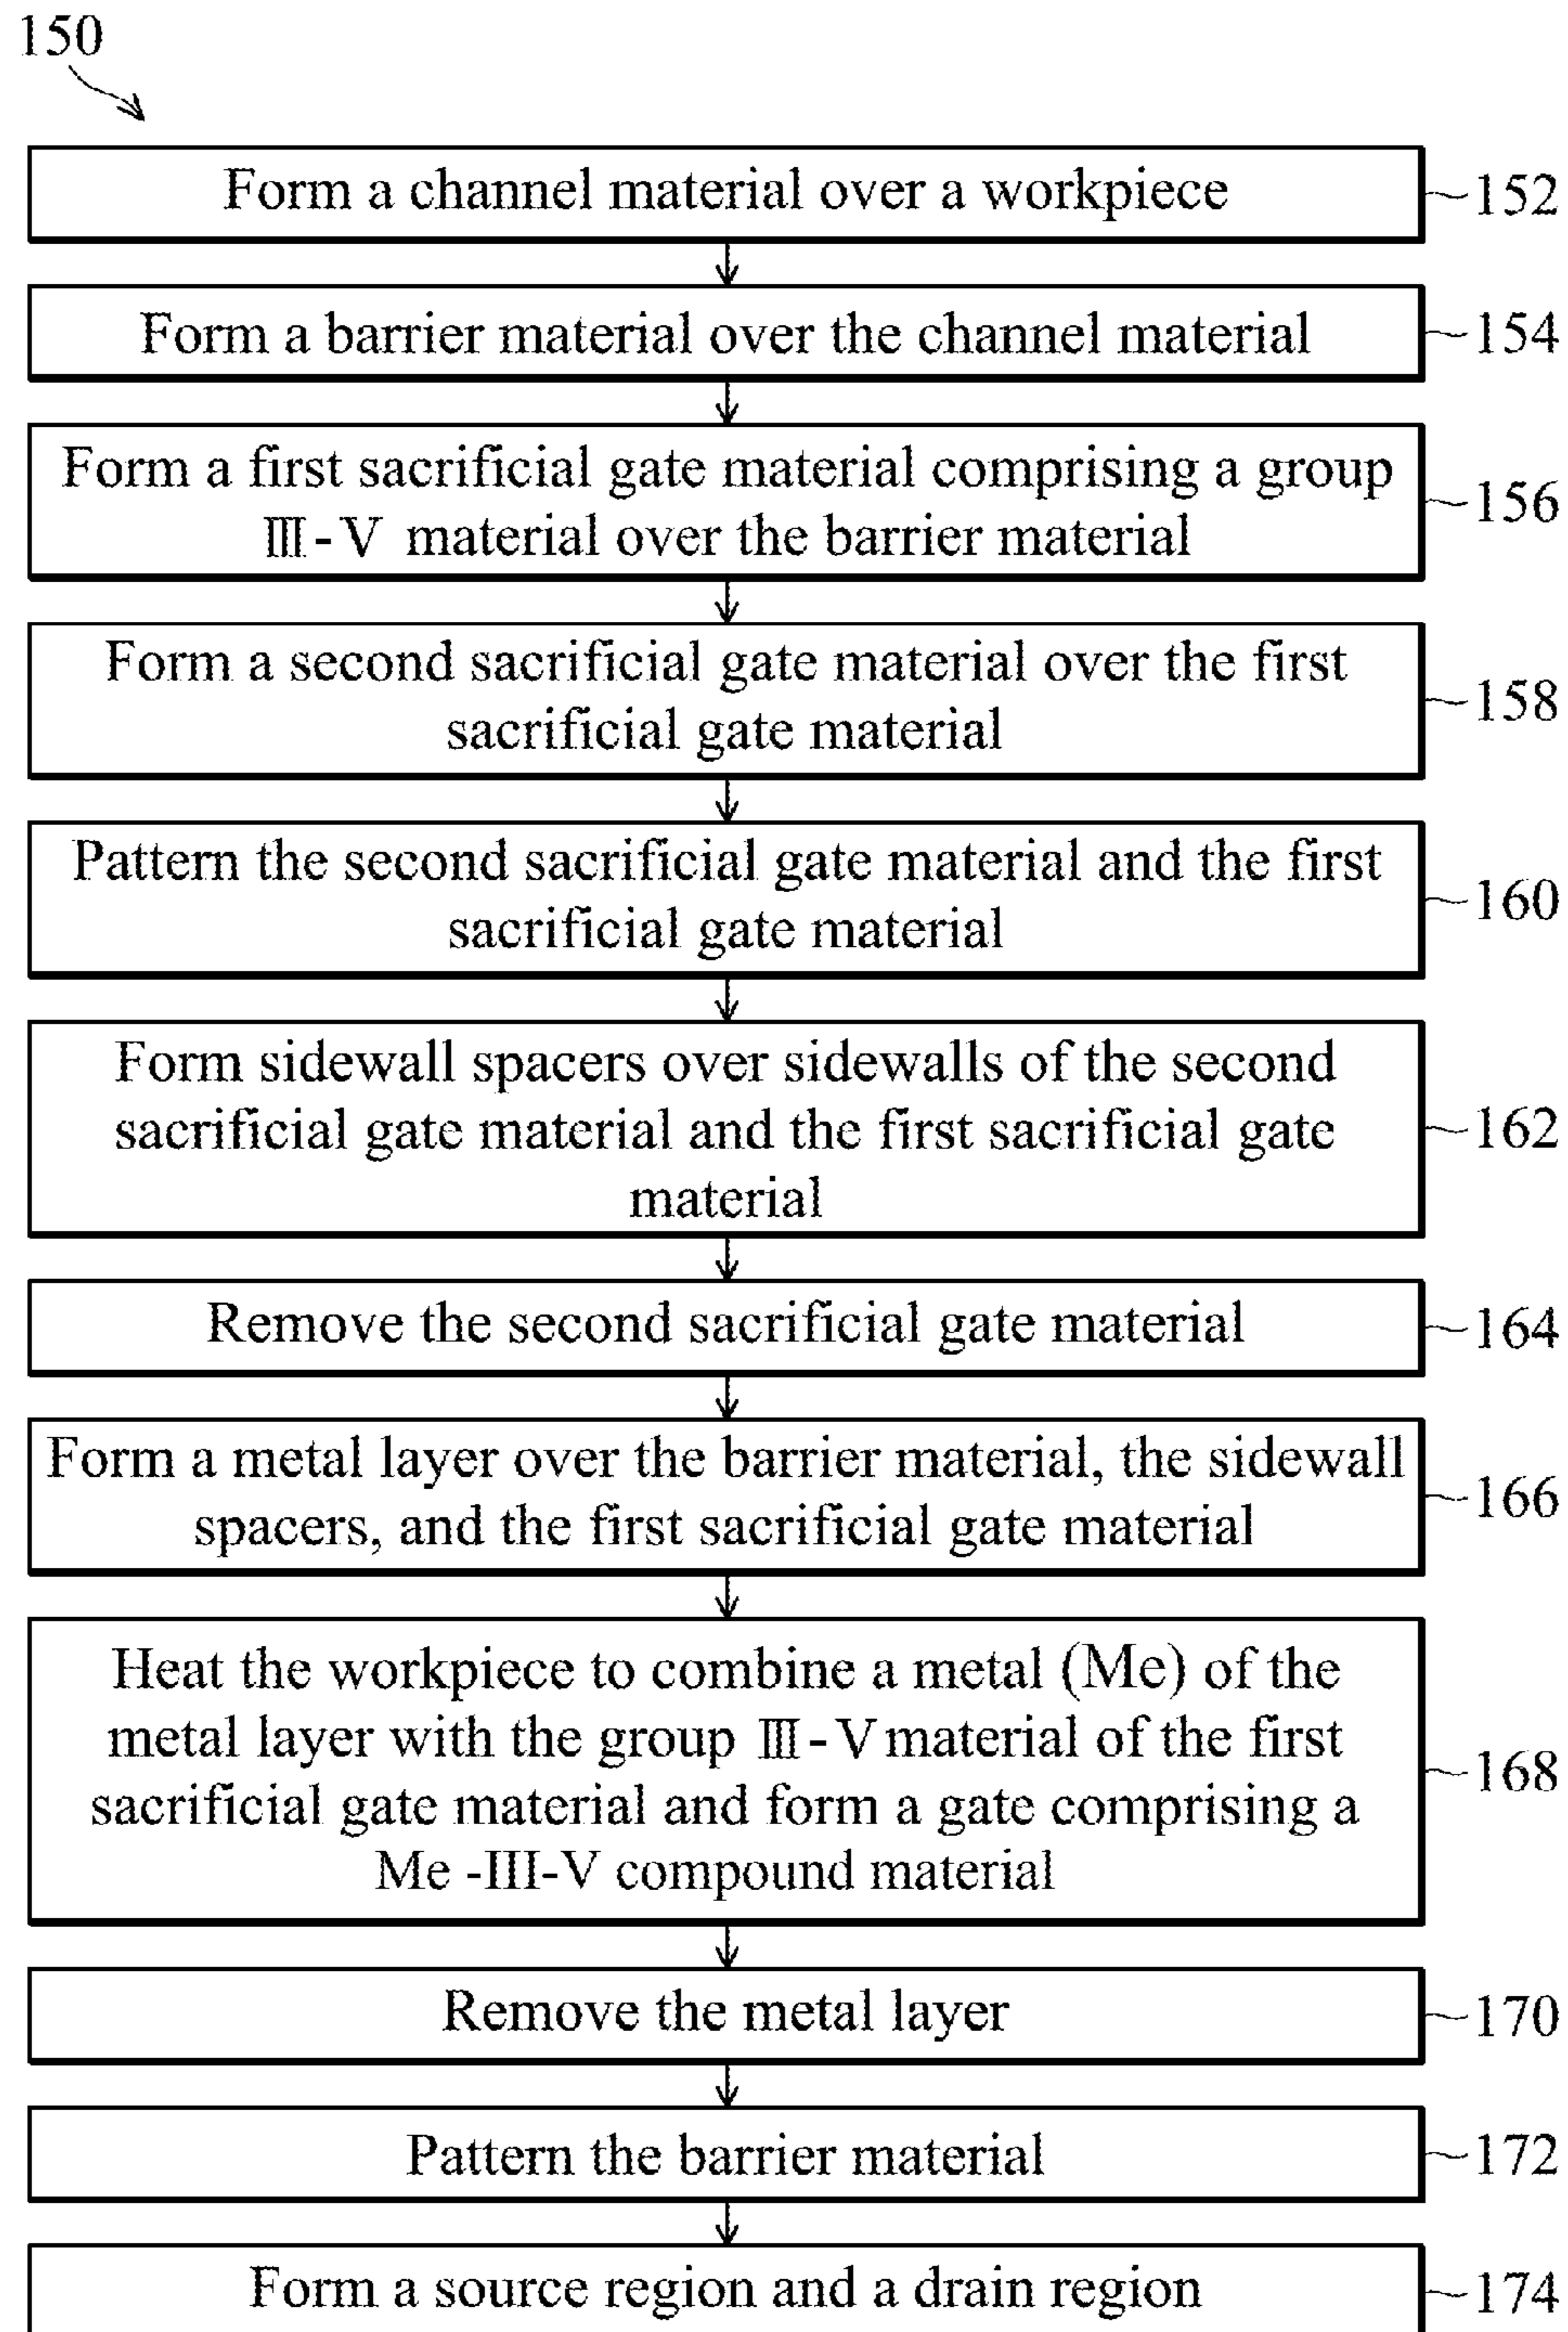 150
Form a channel material over a workpiece
152
Form a barrier material over the channel material
154
Form a first sacrificial gate material comprising a group
III-V material over the barrier material
156
Form a second sacrificial gate material over the first
sacrificial gate material
158
Pattern the second sacrificial gate material and the first
sacrificial gate material
160
Form sidewall spacers over sidewalls of the second
sacrificial gate material and the first sacrificial gate
material
162
Remove the second sacrificial gate material
164
Form a metal layer over the barrier material, the sidewall
spacers, and the first sacrificial gate material
166
Heat the workpiece to combine a metal (Me) of the
metal layer with the group III-V material of the first
sacrificial gate material and form a gate comprising a
Me -III-V compound material
168
Remove the metal layer
170
Pattern the barrier material
172
Form a source region and a drain region
174